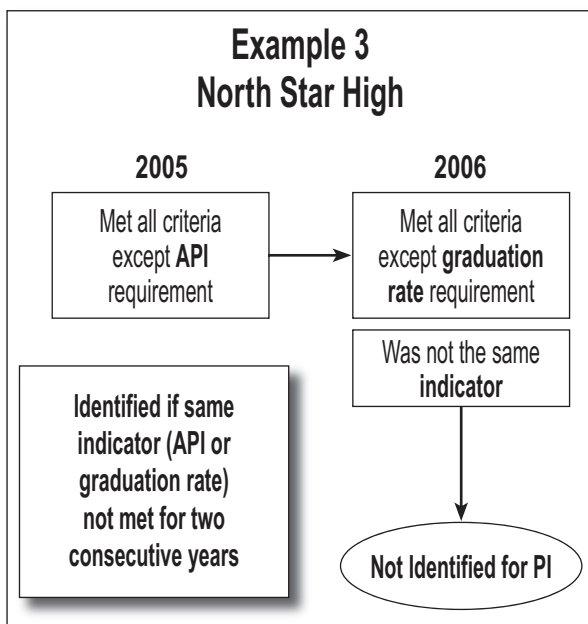 Example 3
North Star High
2005
Met all criteria
except API
requirement
2006
Met all criteria
except graduation
rate requirement
Was not the same
indicator
Identified if same
indicator (API or
graduation rate)
not met for two
consecutive years
Not Identified for PI